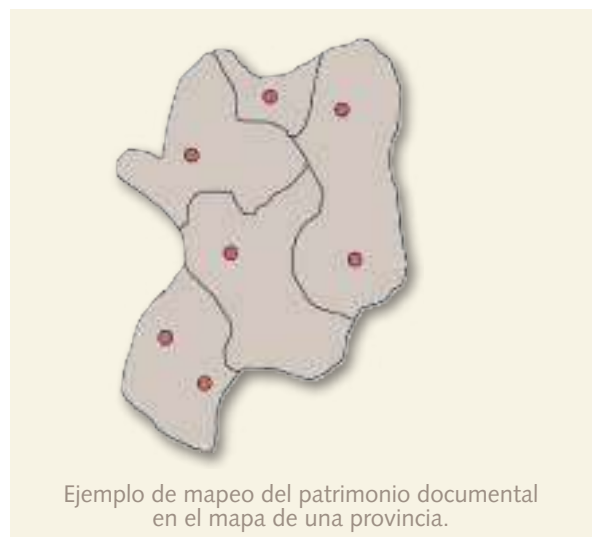 Ejemplo de mapeo del patrimonio documental
en el mapa de una provincia.